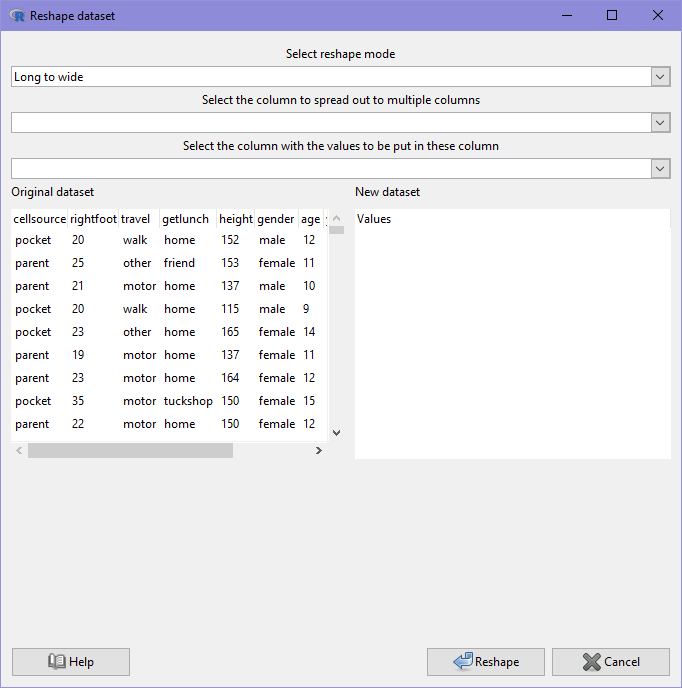 Reshape dataset
Select reshape mode
Long to wide
Select the column to spread out to multiple columns
Select the column with the values to be put in these column
Original dataset
New dataset
cellsource rightfoot travel getlunch height gender age
Values
pocket 20 walk home 152 male 12
parent 25 other friend 153 female 11
parent 21 motor home 137 male 10
pocket 20 walk home 115 male 9
pocket 23 other home 165 female 14
parent 19 motor home 137 female 11
parent 23 motor home 164 female 12
pocket 35 motor tuckshop 150 female 15
parent 22 motor home 150 female 12
Help
Reshape
Cancel